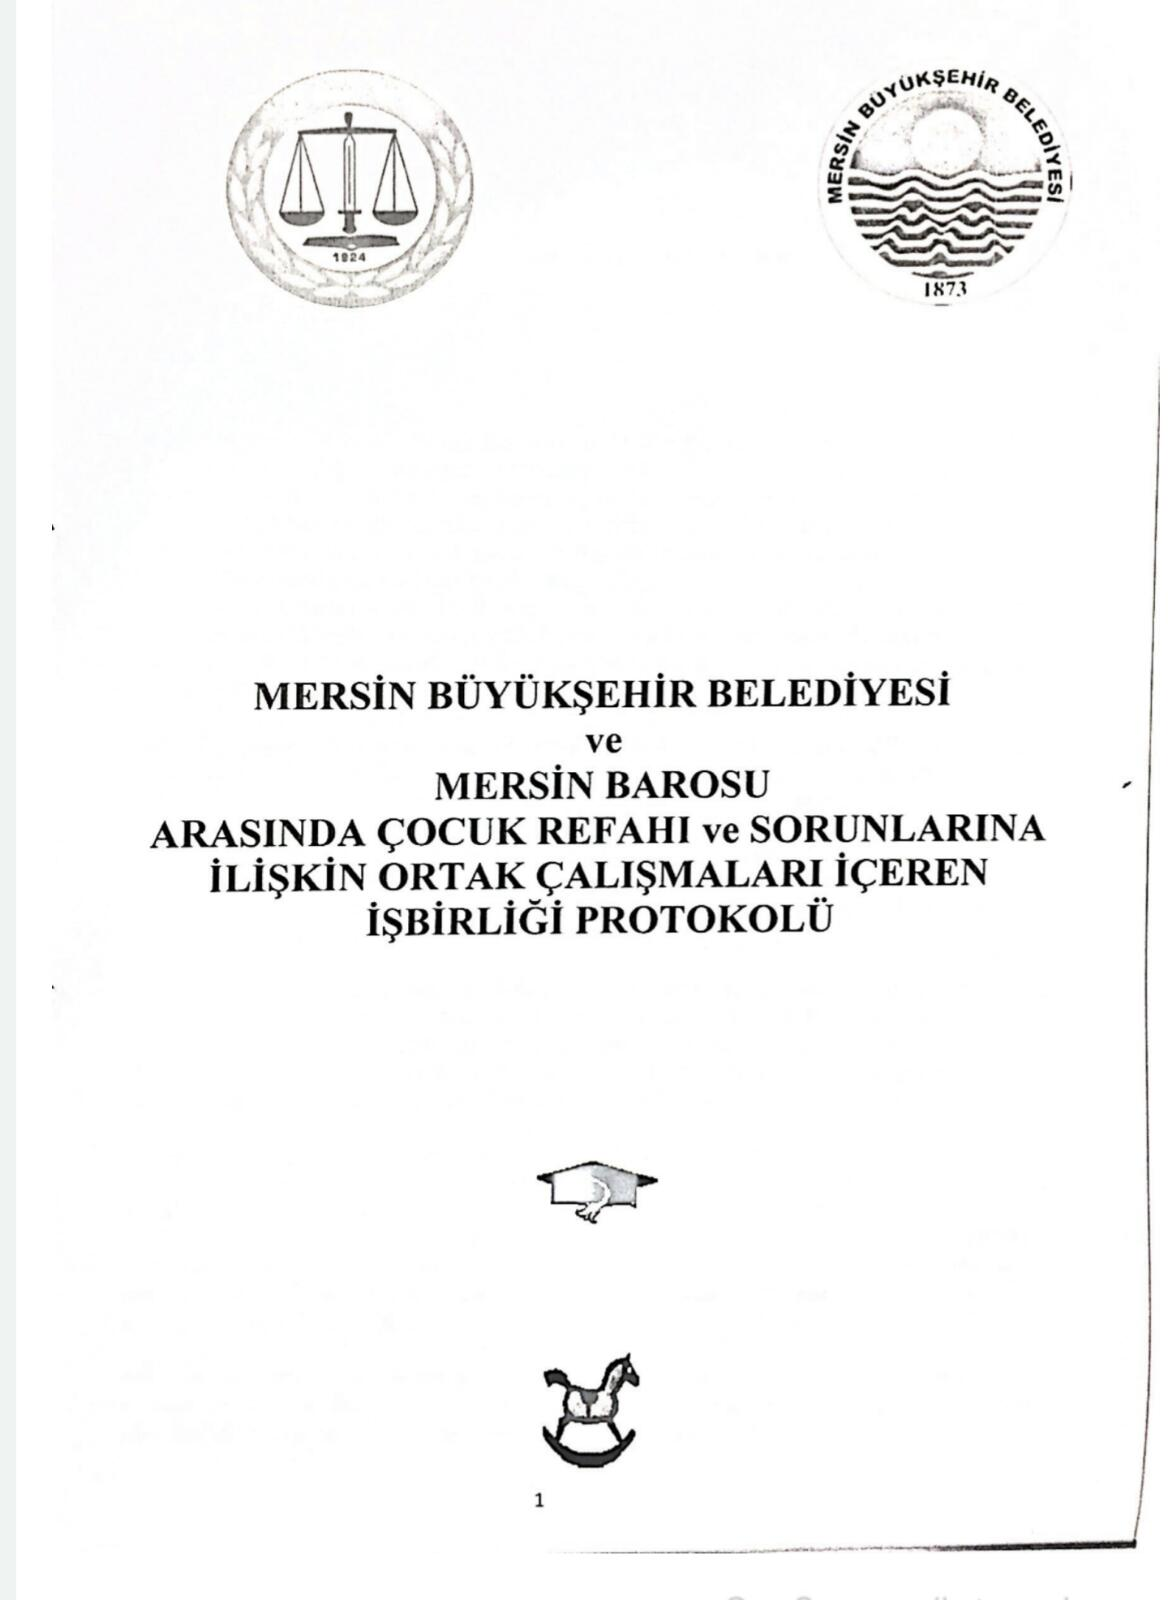 1924
MERSİN BÜYÜKŞEHİR BELEDİYESİ
1873
MERSİN BÜYÜKŞEHİR BELEDİYESİ
ve
MERSİN BAROSU
ARASINDA ÇOCUK REFAHI ve SORUNLARINA
İLİŞKİN ORTAK ÇALIŞMALARI İÇEREN
İŞBİRLİĞİ PROTOKOLÜ
1